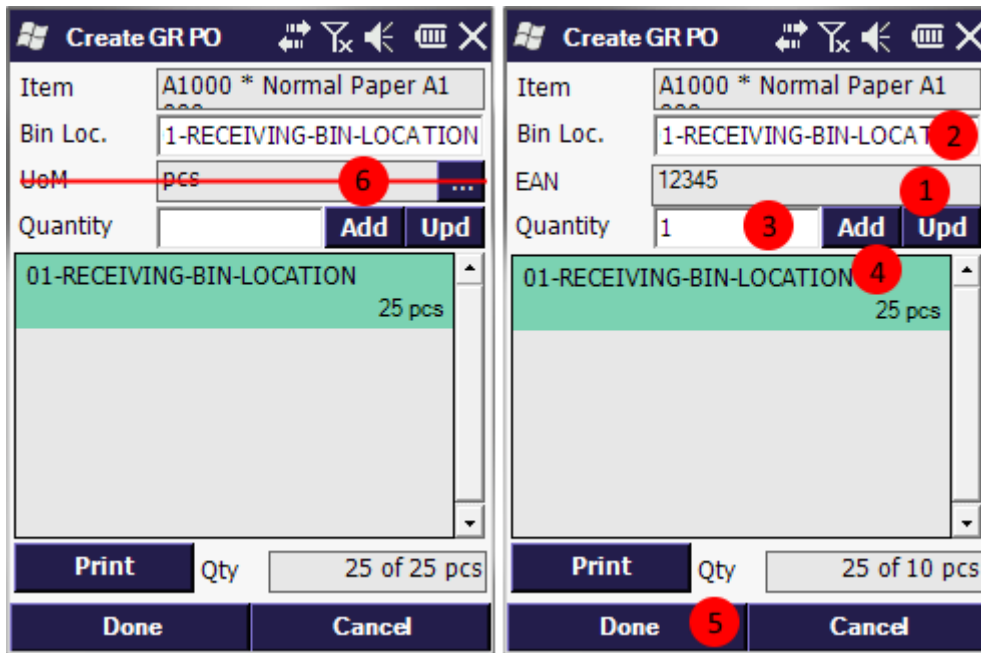 Create GR PO
Item A1000 * Normal Paper A1
Bin Loc. 1-RECEIVING-BIN-LOCATION
UoM pcs 6 ...
Quantity Add Upd
01-RECEIVING-BIN-LOCATION
25 pcs
Print Qty 25 of 25 pcs
Done Cancel
Create GR PO
Item A1000 * Normal Paper A1
Bin Loc. 1-RECEIVING-BIN-LOCAT 2
EAN 12345 1
Quantity 1 3 Add Upd
01-RECEIVING-BIN-LOCATION 4
25 pcs
Print Qty 25 of 10 pcs
Done 5 Cancel